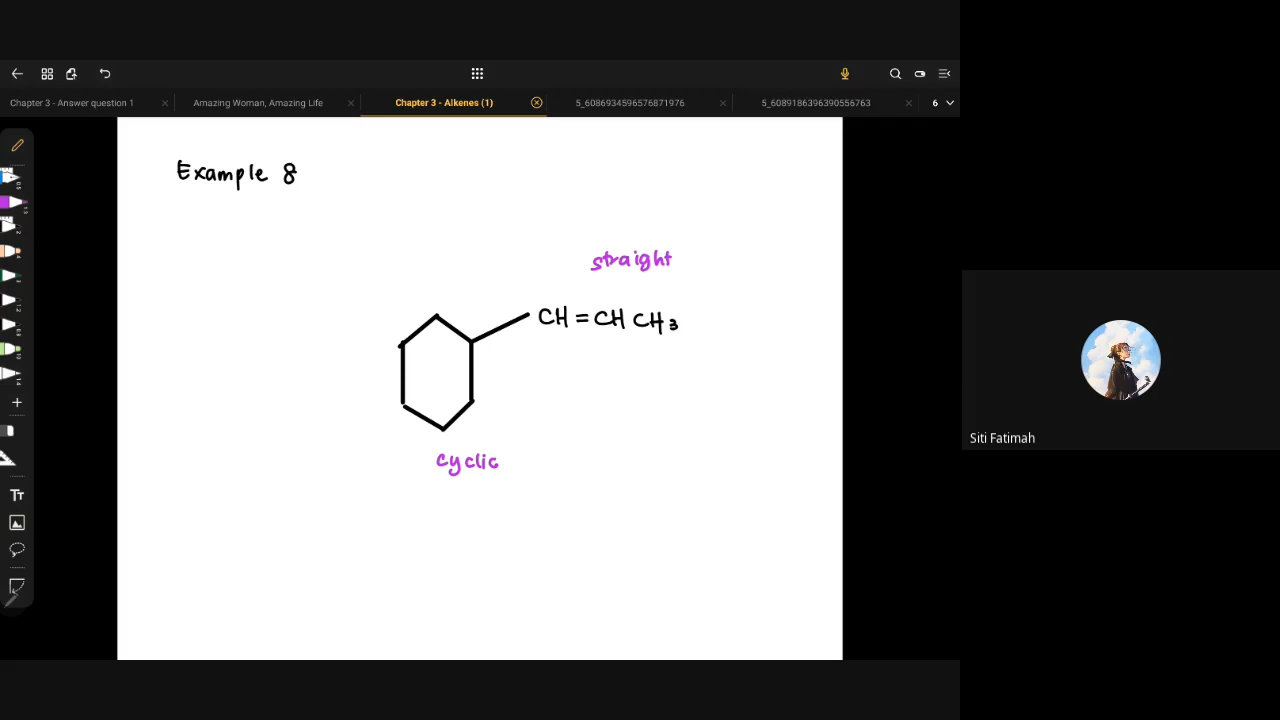 Chapter 3 - Answer question 1
Amazing Woman, Amazing Life
Chapter 3 - Alkenes (1)
5_6086934596576871976
5_6089186396390556763
6
Example 8
straight
CH = CH CH3
cyclic
Tt
Siti Fatimah